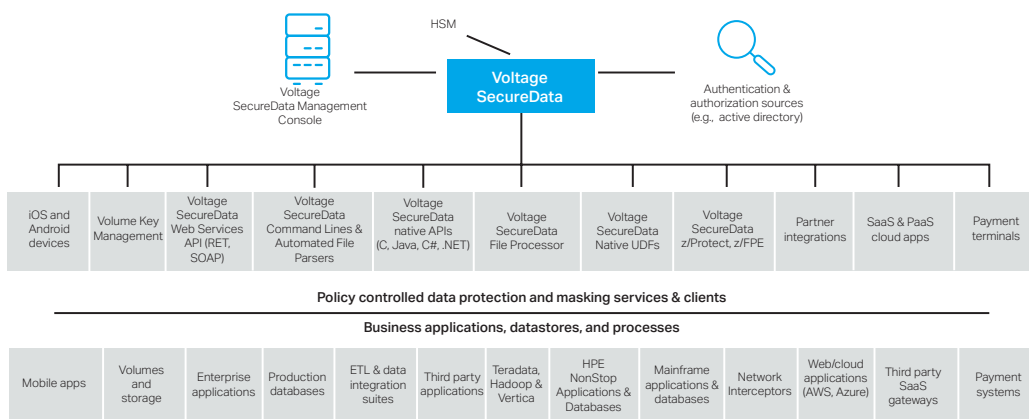 HSM
Voltage
SecureData
Voltage
SecureData Management
Console
Authentication &
authorization sources
(e.g., active directory)
iOS and
Android
devices
Volume Key
Management
Voltage
SecureData
Web Services
API (RET,
SOAP)
Voltage
SecureData
Command Lines &
Automated File
Parsers
Voltage
SecureData
native APIs
(C, Java, C#, .NET)
Voltage
SecureData
File Processor
Voltage
SecureData
Native UDFs
Voltage
SecureData
z/Protect, z/FPE
Partner
integrations
SaaS & PaaS
cloud apps
Payment
terminals
Policy controlled data protection and masking services & clients
Business applications, datastores, and processes
Mobile apps
Volumes
and
storage
Enterprise
applications
Production
databases
ETL & data
integration
suites
Third party
applications
Teradata,
Hadoop &
Vertica
HPE
NonStop
Applications &
Databases
Mainframe
applications &
databases
Network
Interceptors
Web/cloud
applications
(AWS, Azure)
Third party
SaaS
gateways
Payment
systems